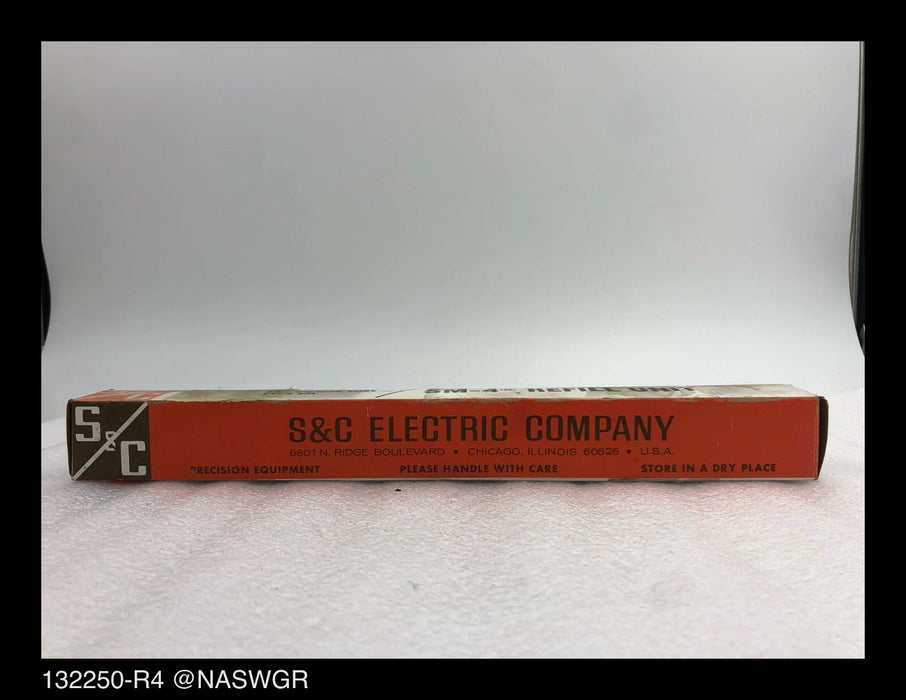 SM-4® REFILL UNIT
S&C
S&C ELECTRIC COMPANY
6601 N. RIDGE BOULEVARD • CHICAGO, ILLINOIS 60626 • U.S.A.
PRECISION EQUIPMENT PLEASE HANDLE WITH CARE STORE IN A DRY PLACE
132250-R4 @NASWGR